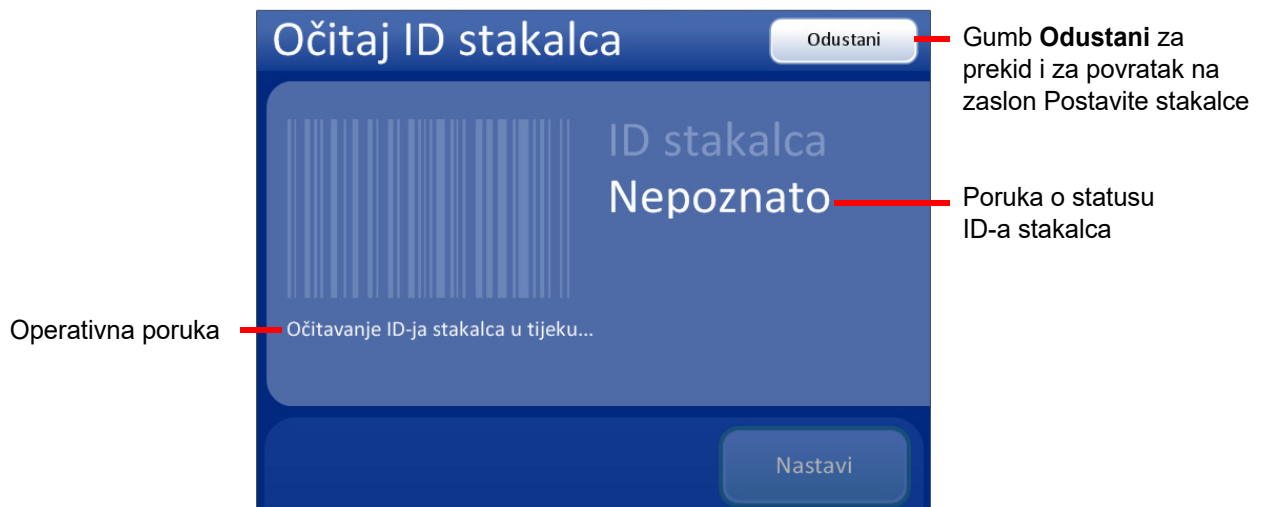 Očitaj ID stakalca
Odustani
Gumb Odustani za
prekid i za povratak na
zaslon Postavite stakalce
ID stakalca
Nepoznato
Poruka o statusu
ID-a stakalca
Operativna poruka
Očitavanje ID-ja stakalca u tijeku...
Nastavi